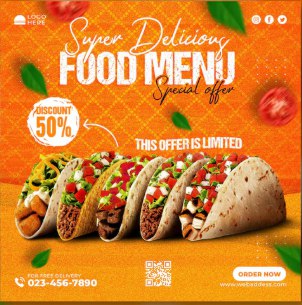 LOGO
HERE
Super Delicious
FOOD MENU
Special offer
DISCOUNT
50%
THIS OFFER IS LIMITED
FOR FREE DELIVERY
023-456-7890
ORDER NOW
www.webaddress.com